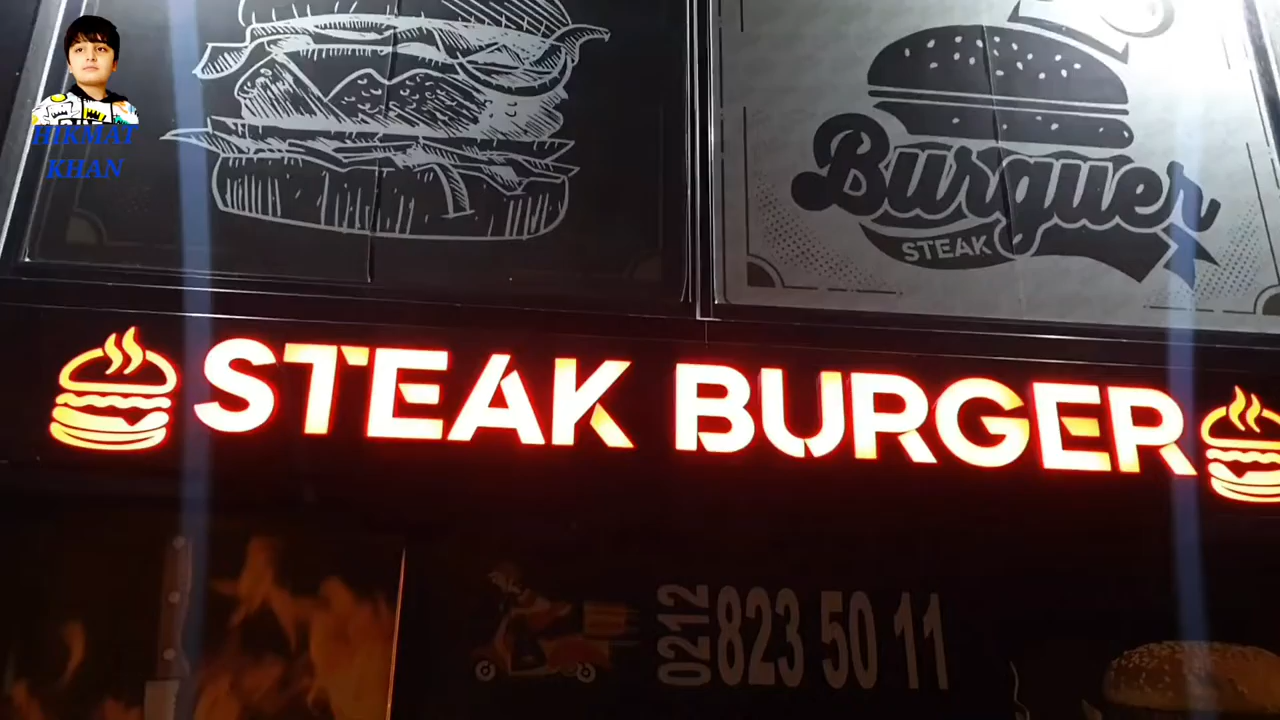 HIKMAT
KHAN
Burguer
STEAK
STEAK BURGER
0212 823 50 11